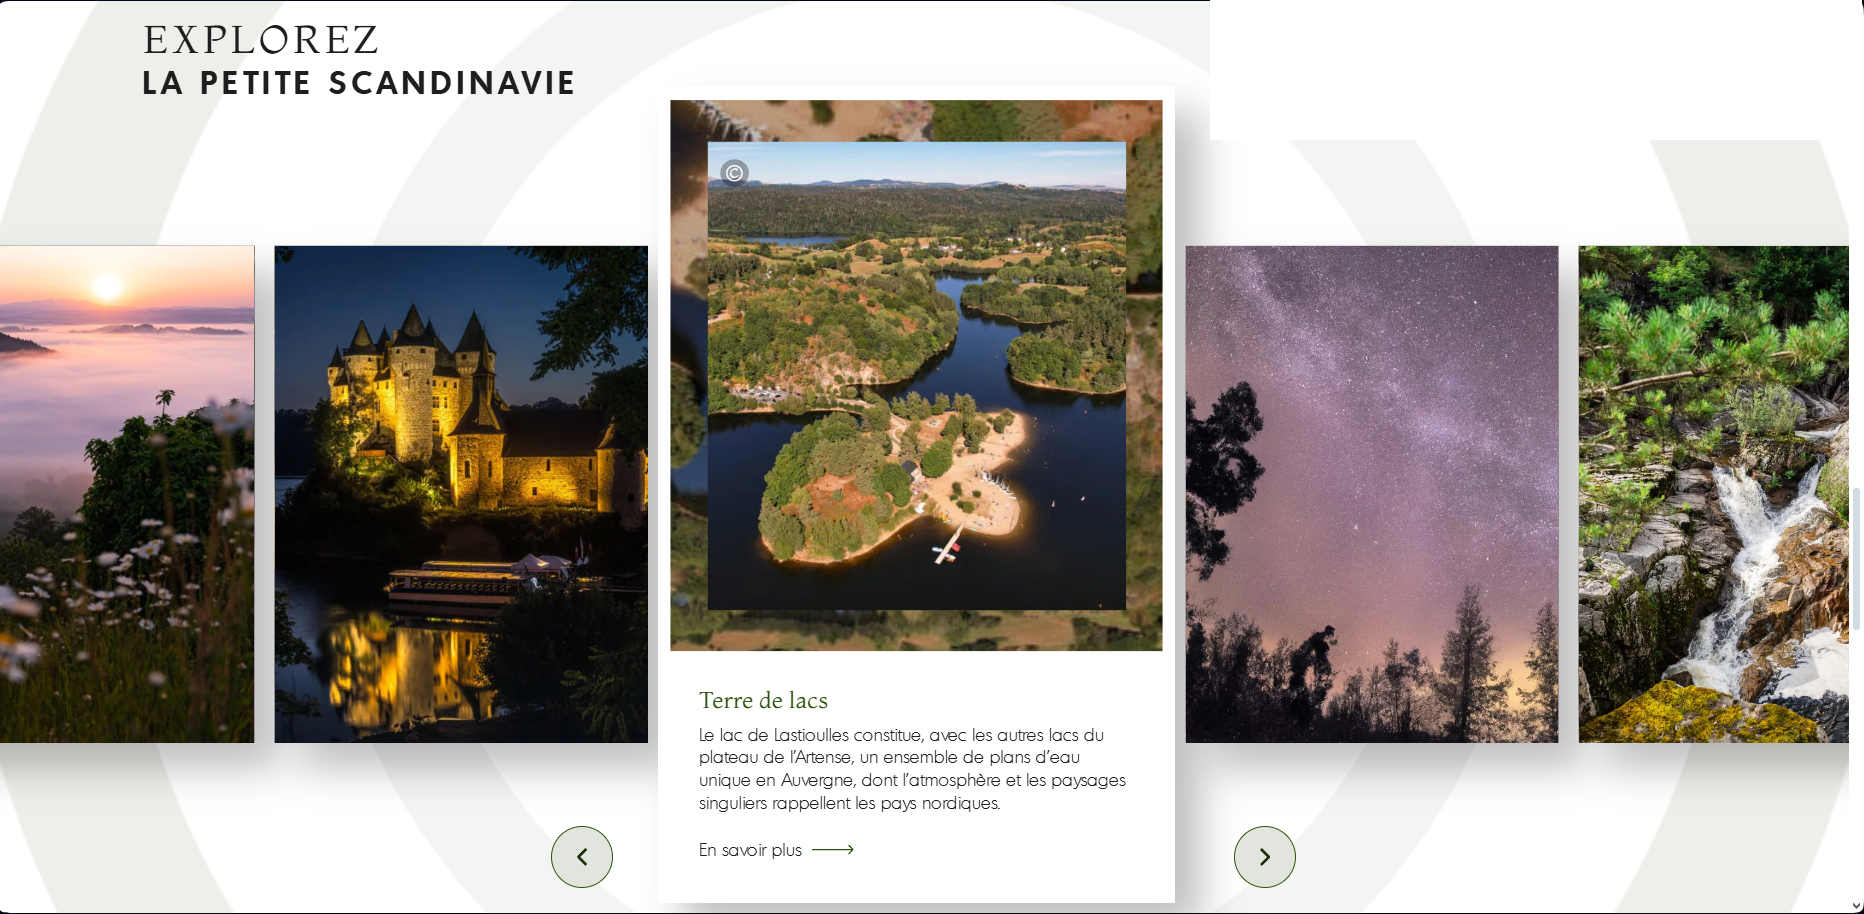 EXPLOREZ
LA PETITE SCANDINAVIE
©
Terre de lacs
Le lac de Lastioulles constitue, avec les autres lacs du
plateau de l’Artense, un ensemble de plans d’eau
unique en Auvergne, dont l’atmosphère et les paysages
singuliers rappellent les pays nordiques.
En savoir plus